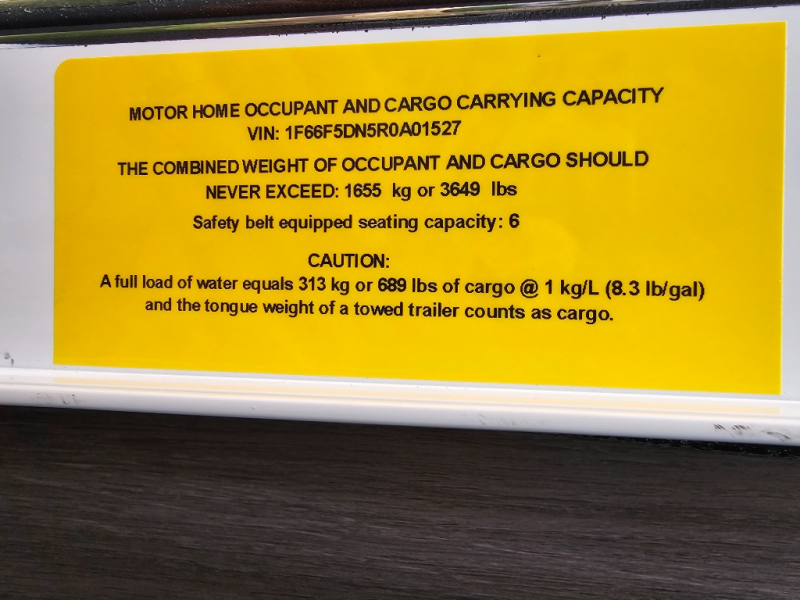 MOTOR HOME OCCUPANT AND CARGO CARRYING CAPACITY
VIN: 1F66F5DN5R0A01527
THE COMBINED WEIGHT OF OCCUPANT AND CARGO SHOULD
NEVER EXCEED: 1655 kg or 3649 lbs
Safety belt equipped seating capacity: 6
CAUTION:
A full load of water equals 313 kg or 689 lbs of cargo @ 1 kg/L (8.3 lb/gal)
and the tongue weight of a towed trailer counts as cargo.